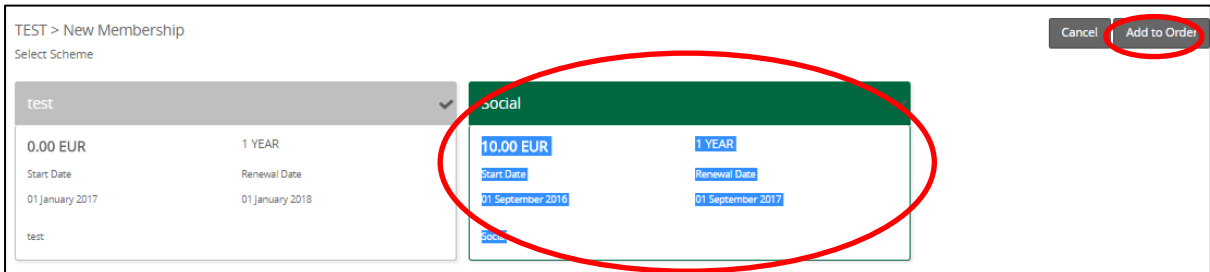 TEST > New Membership
Cancel
Add to Order
Select Scheme
test
0.00 EUR
1 YEAR
Start Date
Renewal Date
01 January 2017
01 January 2018
test
Social
10.00 EUR
1 YEAR
Start Date
Renewal Date
01 September 2016
01 September 2017
Social